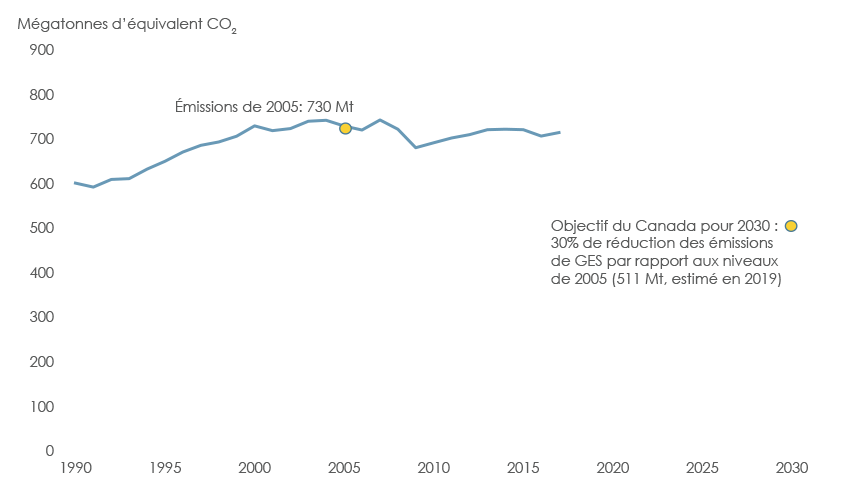 Mégatonnes d’équivalent CO₂
900
800
Émissions de 2005: 730 Mt
700
600
500
Objectif du Canada pour 2030 :
30% de réduction des émissions
de GES par rapport aux niveaux
de 2005 (511 Mt, estimé en 2019)
400
300
200
100
0
1990 1995 2000 2005 2010 2015 2020 2025 2030